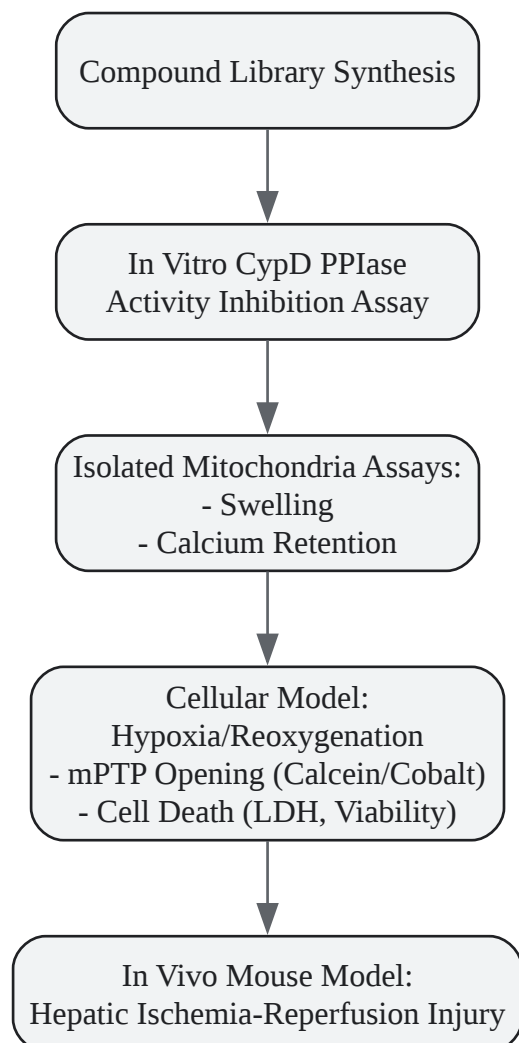 Compound Library Synthesis
In Vitro CypD PPIase
Activity Inhibition Assay
Isolated Mitochondria Assays:
- Swelling
- Calcium Retention
Cellular Model:
Hypoxia/Reoxygenation
- mPTP Opening (Calcein/Cobalt)
- Cell Death (LDH, Viability)
In Vivo Mouse Model:
Hepatic Ischemia-Reperfusion Injury